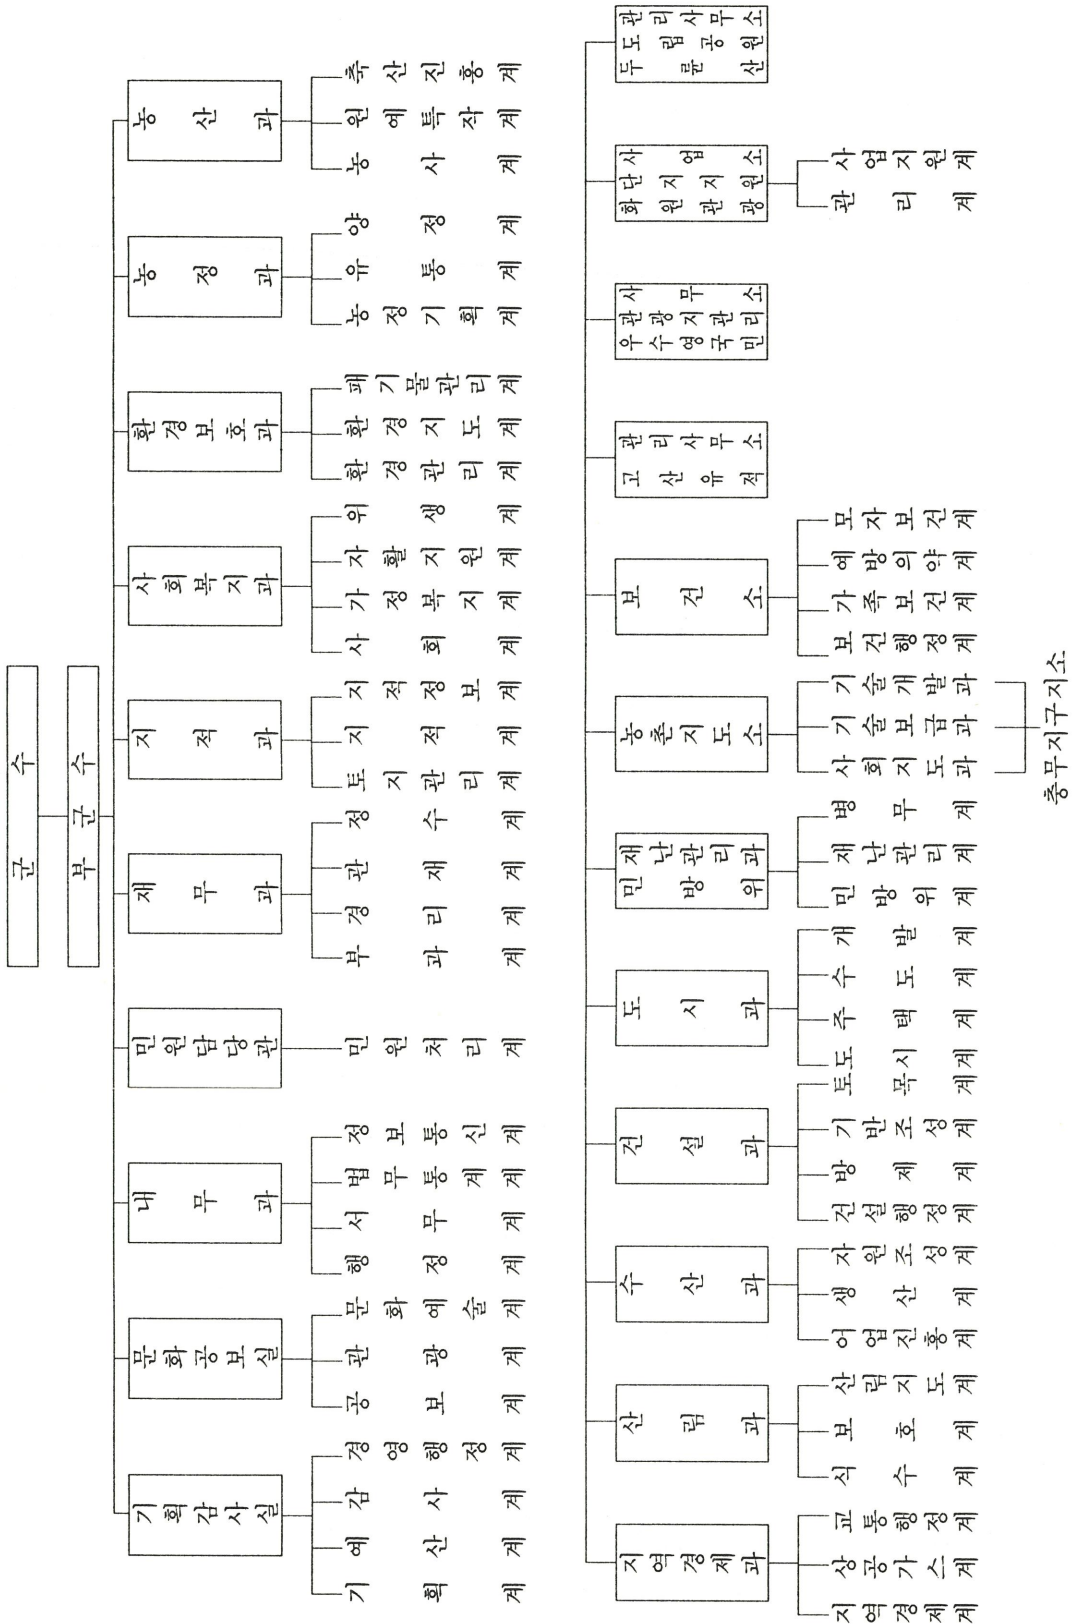 군 수
부 군 수
기획감사실
기 획 계
예 산 계
감 사 계
경영행정계
문화공보실
공 보 계
관 광 계
문화예술계
내 무 과
행 정 계
서 무 계
법무통계계
정보통신계
민원담당관
민원처리계
재 무 과
부 과 계
경 리 계
관 재 계
징 수 계
지 적 과
토지관리계
지 적 계
지적정보계
사회복지과
사 회 계
가정복지계
자활지원계
위 생 계
환경보호과
환경관리계
환경지도계
폐기물관리계
농 정 과
농정기획계
유 통 계
양 정 계
농 산 과
농 사 계
원예특작계
축산진흥계
지역경제과
지역경제계
상공가스계
교통행정계
산 림 과
식 수 계
보 호 계
산림지도계
수 산 과
어업진흥계
생 산 계
자원조성계
건 설 과
건설행정계
방 제 계
기반조성계
토 목 계
도 시 과
도 시 계
주 택 계
수 도 계
개 발 계
민 방 위
재난관리과
민방위계
재난관리계
병 무 계
농촌지도소
사회지도과
기술보급과
기술개발과
충무지구지소
보 건 소
보건행정계
가족보건계
예방의약계
모자보건계
고산유적
관리사무소
우수영국민
관광지관리
사 무 소
화원관광
단지지원
사 업 소
두 륜 산
도립공원
관리사무소
관 리 계
사업지원계